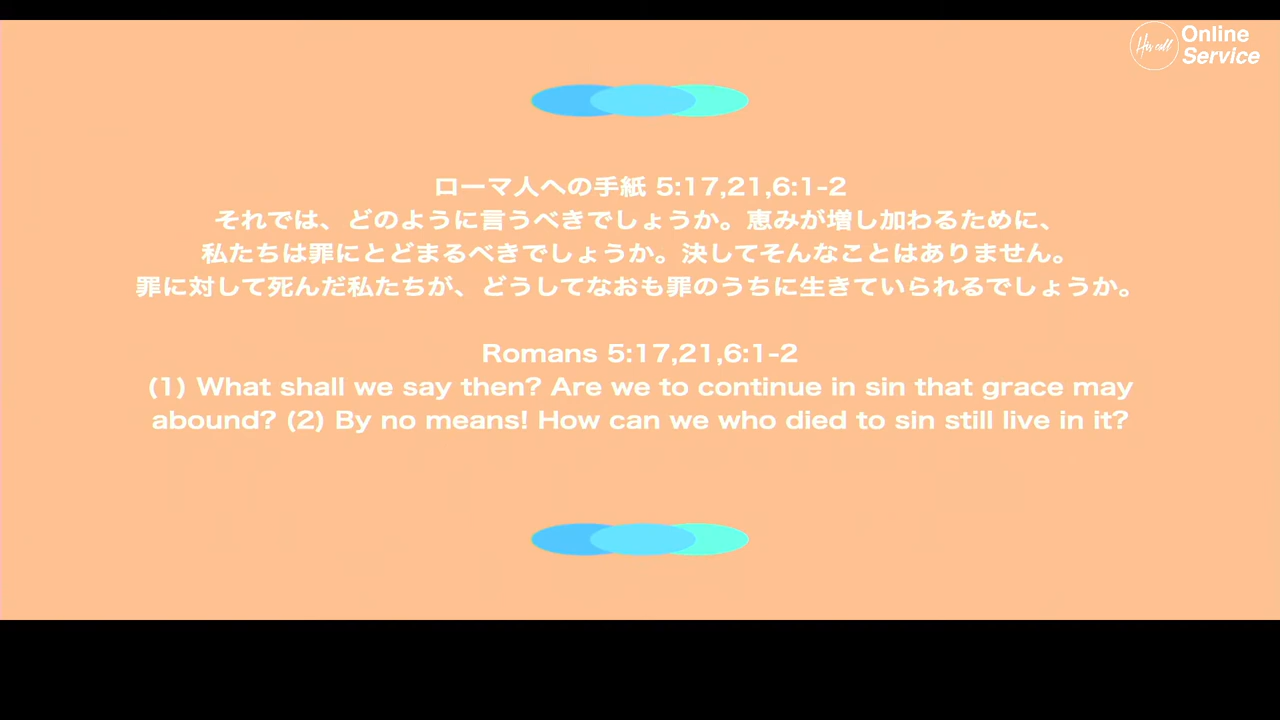 His call
Online
Service
ローマ人への手紙 5:17,21,6:1-2
それでは、どのように言うべきでしょうか。恵みが増し加わるために、
私たちは罪にとどまるべきでしょうか。決してそんなことはありません。
罪に対して死んだ私たちが、どうしてなおも罪のうちに生きていられるでしょうか。
Romans 5:17,21,6:1-2
(1) What shall we say then? Are we to continue in sin that grace may
abound? (2) By no means! How can we who died to sin still live in it?